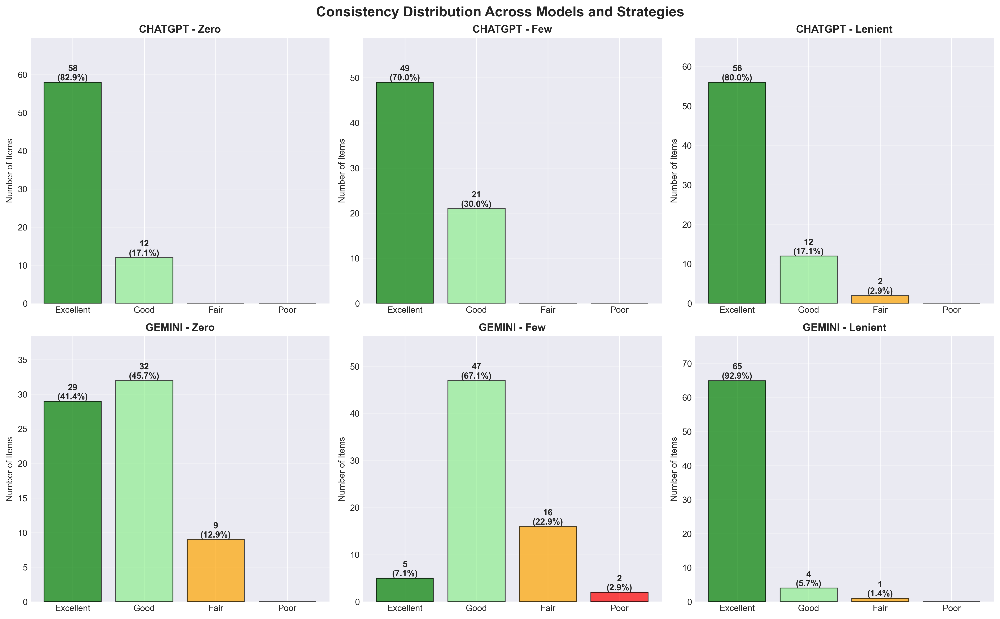 Consistency Distribution Across Models and Strategies
CHATGPT - Zero
Number of Items
60
50
40
30
20
10
0
58
(82.9%)
12
(17.1%)
Excellent
Good
Fair
Poor
CHATGPT - Few
Number of Items
50
40
30
20
10
0
49
(70.0%)
21
(30.0%)
Excellent
Good
Fair
Poor
CHATGPT - Lenient
Number of Items
60
50
40
30
20
10
0
56
(80.0%)
12
(17.1%)
2
(2.9%)
Excellent
Good
Fair
Poor
GEMINI - Zero
Number of Items
35
30
25
20
15
10
5
0
29
(41.4%)
32
(45.7%)
9
(12.9%)
Excellent
Good
Fair
Poor
GEMINI - Few
Number of Items
50
40
30
20
10
0
5
(7.1%)
47
(67.1%)
16
(22.9%)
2
(2.9%)
Excellent
Good
Fair
Poor
GEMINI - Lenient
Number of Items
70
60
50
40
30
20
10
0
65
(92.9%)
4
(5.7%)
1
(1.4%)
Excellent
Good
Fair
Poor